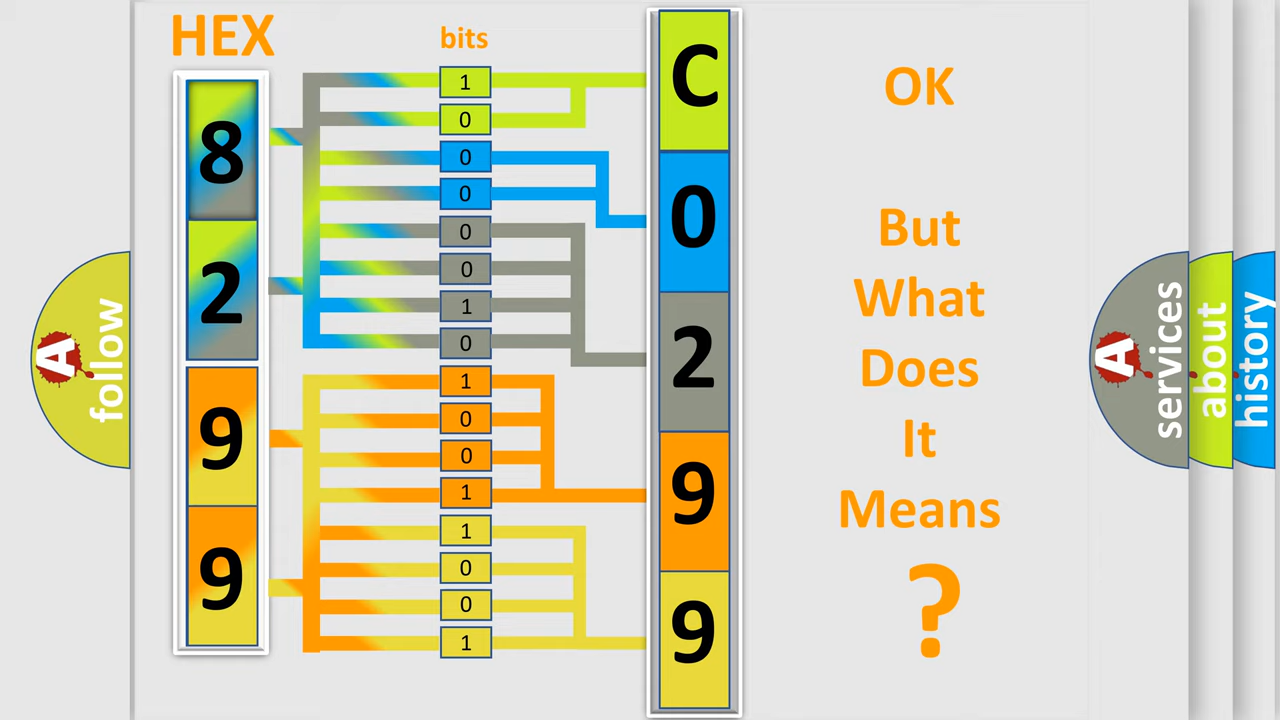 HEX
bits
8
2
9
9
1
0
0
0
0
0
1
0
1
0
0
1
1
0
0
1
C
0
2
9
9
OK
But
What
Does
It
Means
?
A
follow
A
services
about
history